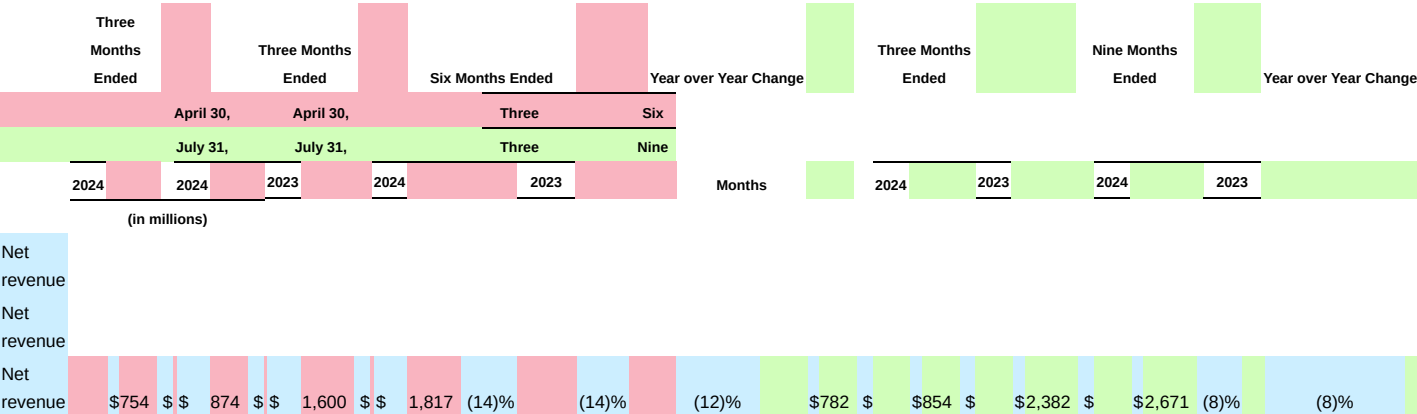 Three Months Ended Three Months Ended Six Months Ended Year over Year Change Three Months Ended Nine Months Ended Year over Year Change
April 30, April 30, Three Six
July 31, July 31, Three Nine
2024 2024 2023 2024 2023 Months 2024 2023 2024 2023
(in millions)
Net revenue
Net revenue
Net revenue $754 $ $ 874 $ $ 1,600 $ $ 1,817 (14)% (14)% (12)% $782 $ $854 $ $2,382 $ $2,671 (8)% (8)%